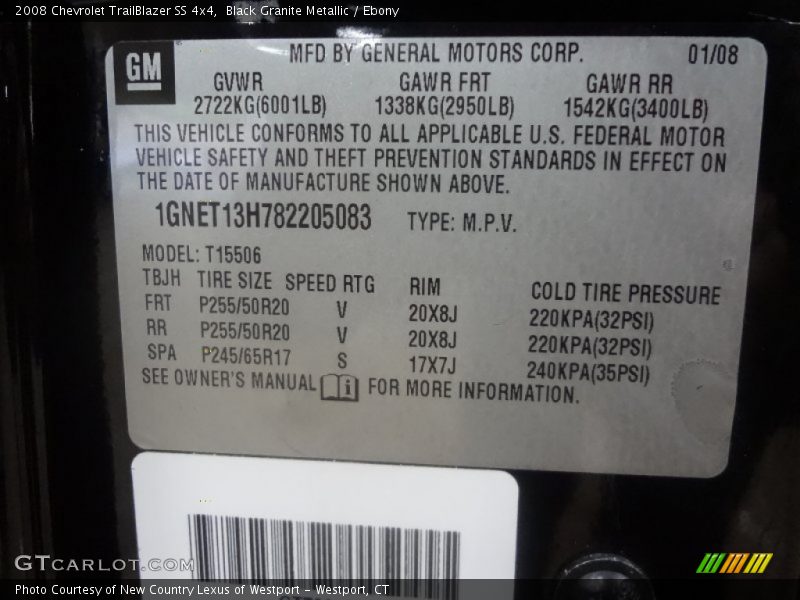 2008 Chevrolet TrailBlazer SS 4x4, Black Granite Metallic / Ebony
GM
MFD BY GENERAL MOTORS CORP. 01/08
GVWR GAWR FRT GAWR RR
2722KG(6001LB) 1338KG(2950LB) 1542KG(3400LB)
THIS VEHICLE CONFORMS TO ALL APPLICABLE U.S. FEDERAL MOTOR
VEHICLE SAFETY AND THEFT PREVENTION STANDARDS IN EFFECT ON
THE DATE OF MANUFACTURE SHOWN ABOVE.
1GNET13H782205083 TYPE: M.P.V.
MODEL: T15506
TBJH TIRE SIZE SPEED RTG RIM COLD TIRE PRESSURE
FRT P255/50R20 V 20X8J 220KPA(32PSI)
RR P255/50R20 V 20X8J 220KPA(32PSI)
SPA P245/65R17 S 17X7J 240KPA(35PSI)
SEE OWNER'S MANUAL FOR MORE INFORMATION.
GTcarlot.com
Photo Courtesy of New Country Lexus of Westport - Westport, CT